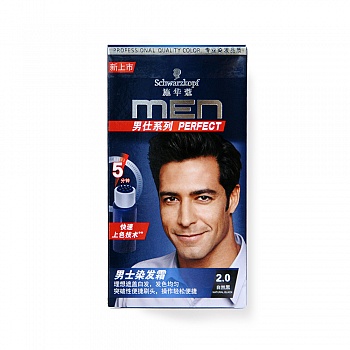 PROFESSIONAL QUALITY COLOR 专业染发品质
新上市
Schwarzkopf
施华蔻
MEN
男仕系列 PERFECT
5
分钟
快速
上色技术**
男士染发霜
理想遮盖白发，发色均匀
突破性便捷刷头，操作轻松便捷
2.0
自然黑
NATURAL BLACK